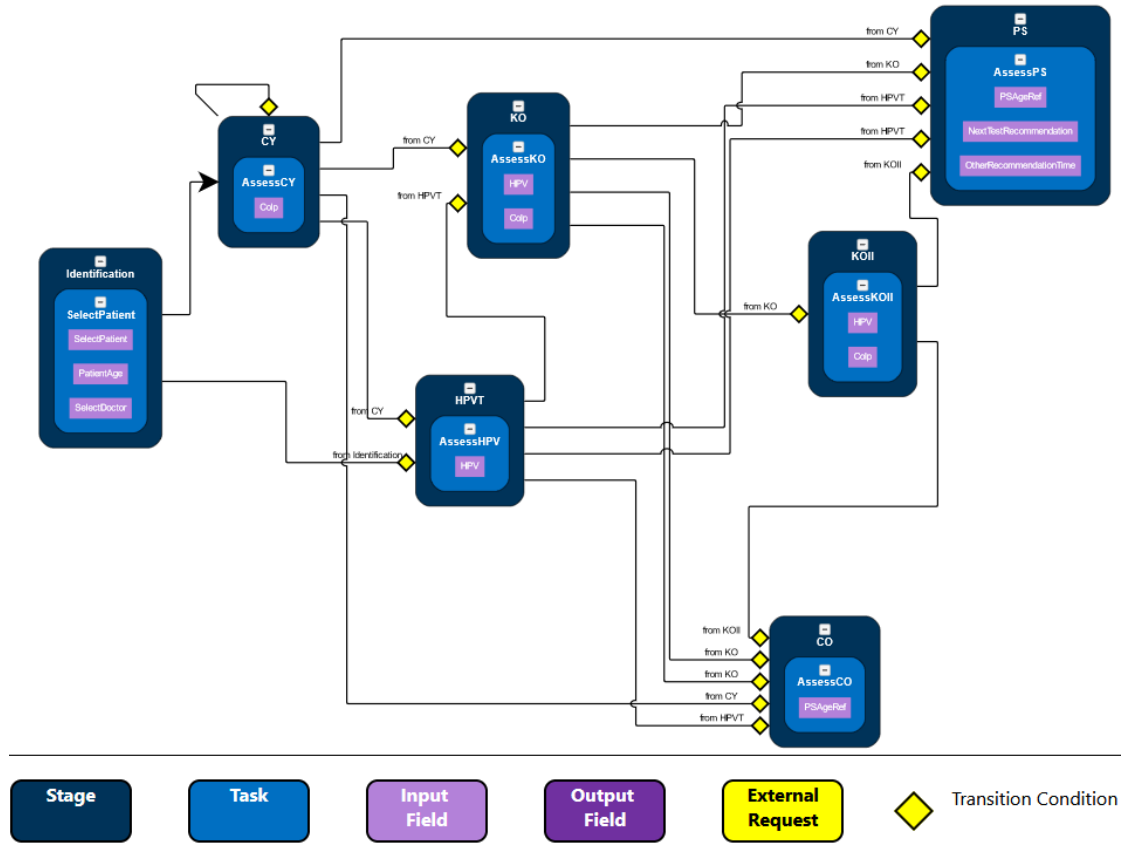 from CY
PS
from KO
AssessPS
PSAgeRef
from HPVT
NextTestRecommendation
from HPVT
OtherRecommendationTime
from KOII
KO
from CY
AssessKO
HPV
Colp
from HPVT
CY
AssessCY
Colp
Identification
SelectPatient
SelectPatient
PatientAge
SelectDoctor
KOII
AssessKOII
HPV
Colp
from KO
HPVT
from CY
AssessHPV
HPV
from Identification
from KOII
CO
from KO
AssessCO
from KO
PSAgeRef
from CY
from HPVT
Stage
Task
Input
Field
Output
Field
External
Request
Transition Condition